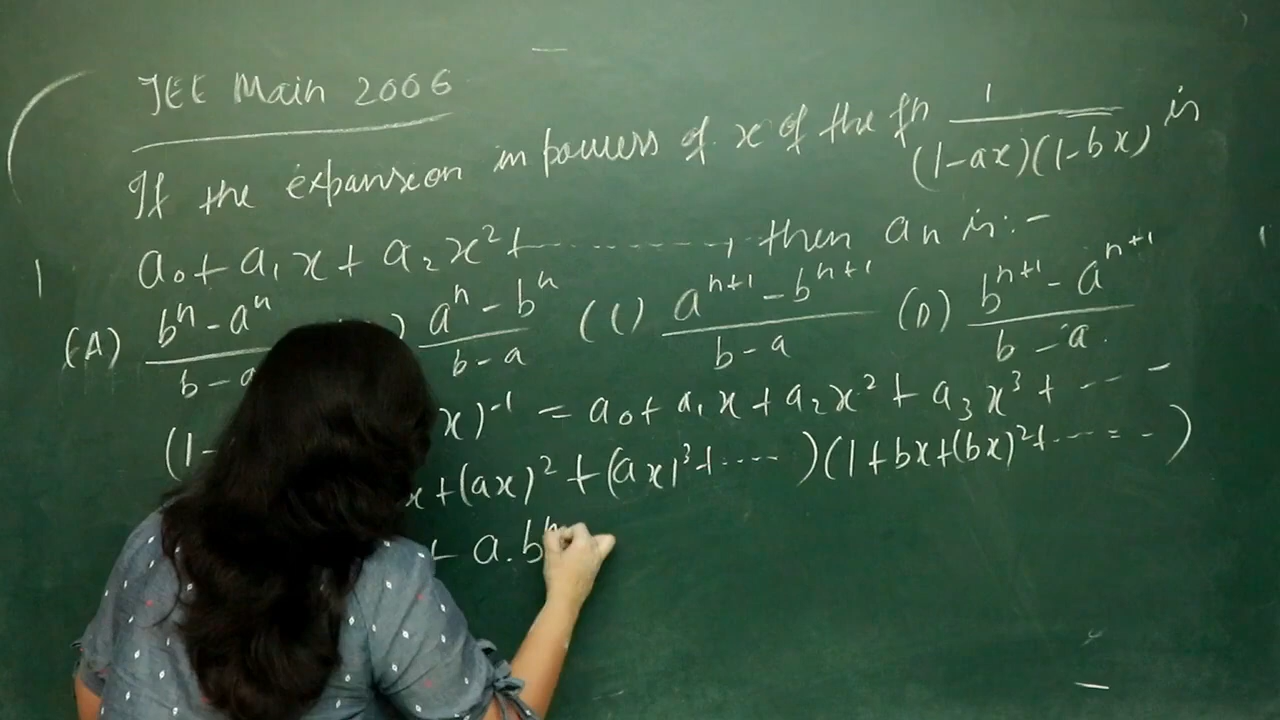 JEE Main 2006
If the expansion in powers of x of the fn 1/((1-ax)(1-bx)) is
a₀ + a₁x + a₂x² + -------, then an is:-
(A) (bⁿ - aⁿ)/(b - a ) (aⁿ - bⁿ)/(b - a) (C) (aⁿ⁺¹ - bⁿ⁺¹)/(b - a) (D) (bⁿ⁺¹ - aⁿ⁺¹)/(b - a)
(1- x)⁻¹ = a₀ + a₁x + a₂x² + a₃x³ + ----
x + (ax)² + (ax)³ + ---- )(1 + bx + (bx)² + ----- )
+ a.bⁿ